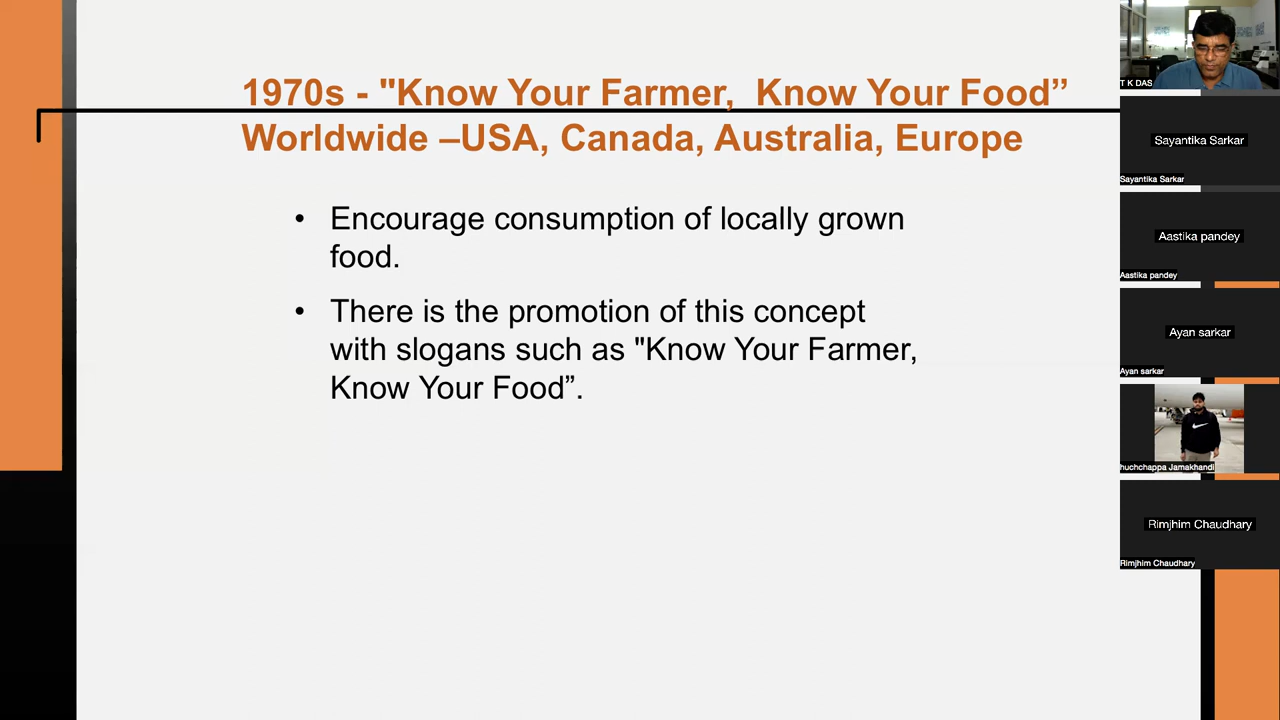 1970s - "Know Your Farmer,  Know Your Food”
Worldwide –USA, Canada, Australia, Europe
• Encourage consumption of locally grown
food.
• There is the promotion of this concept
with slogans such as "Know Your Farmer,
Know Your Food”.
T K DAS
Sayantika Sarkar
Sayantika Sarkar
Aastika pandey
Aastika pandey
Ayan sarkar
Ayan sarkar
huchchappa Jamakhandi
Rimjhim Chaudhary
Rimjhim Chaudhary